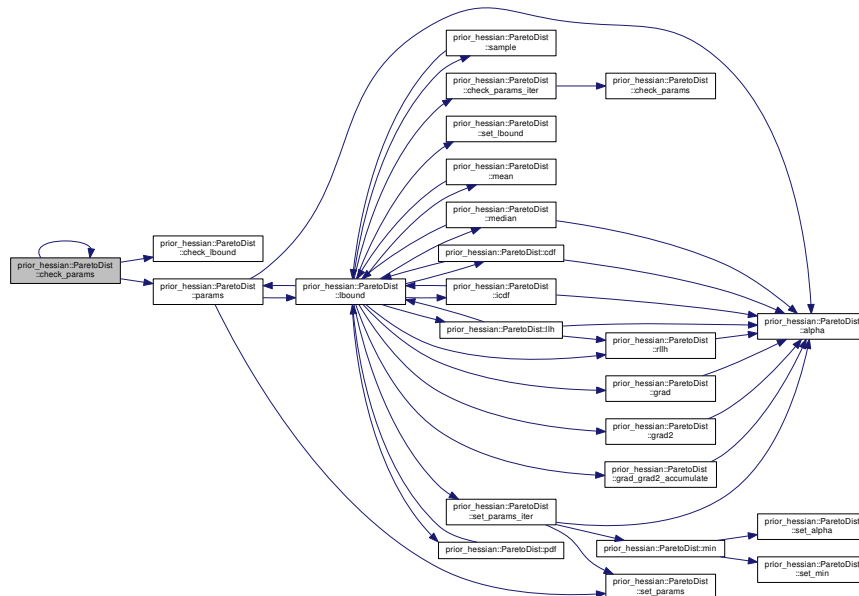 prior_hessian::ParetoDist
::sample
prior_hessian::ParetoDist
::check_params_iter
prior_hessian::ParetoDist
::check_params
prior_hessian::ParetoDist
::set_lbound
prior_hessian::ParetoDist
::mean
prior_hessian::ParetoDist
::median
prior_hessian::ParetoDist
::check_lbound
prior_hessian::ParetoDist::cdf
prior_hessian::ParetoDist
::check_params
prior_hessian::ParetoDist
::params
prior_hessian::ParetoDist
::lbound
prior_hessian::ParetoDist
::icdf
prior_hessian::ParetoDist::llh
prior_hessian::ParetoDist
::alpha
prior_hessian::ParetoDist
::rllh
prior_hessian::ParetoDist
::grad
prior_hessian::ParetoDist
::grad2
prior_hessian::ParetoDist
::grad_grad2_accumulate
prior_hessian::ParetoDist
::set_params_iter
prior_hessian::ParetoDist
::set_alpha
prior_hessian::ParetoDist::pdf
prior_hessian::ParetoDist::min
prior_hessian::ParetoDist
::set_min
prior_hessian::ParetoDist
::set_params